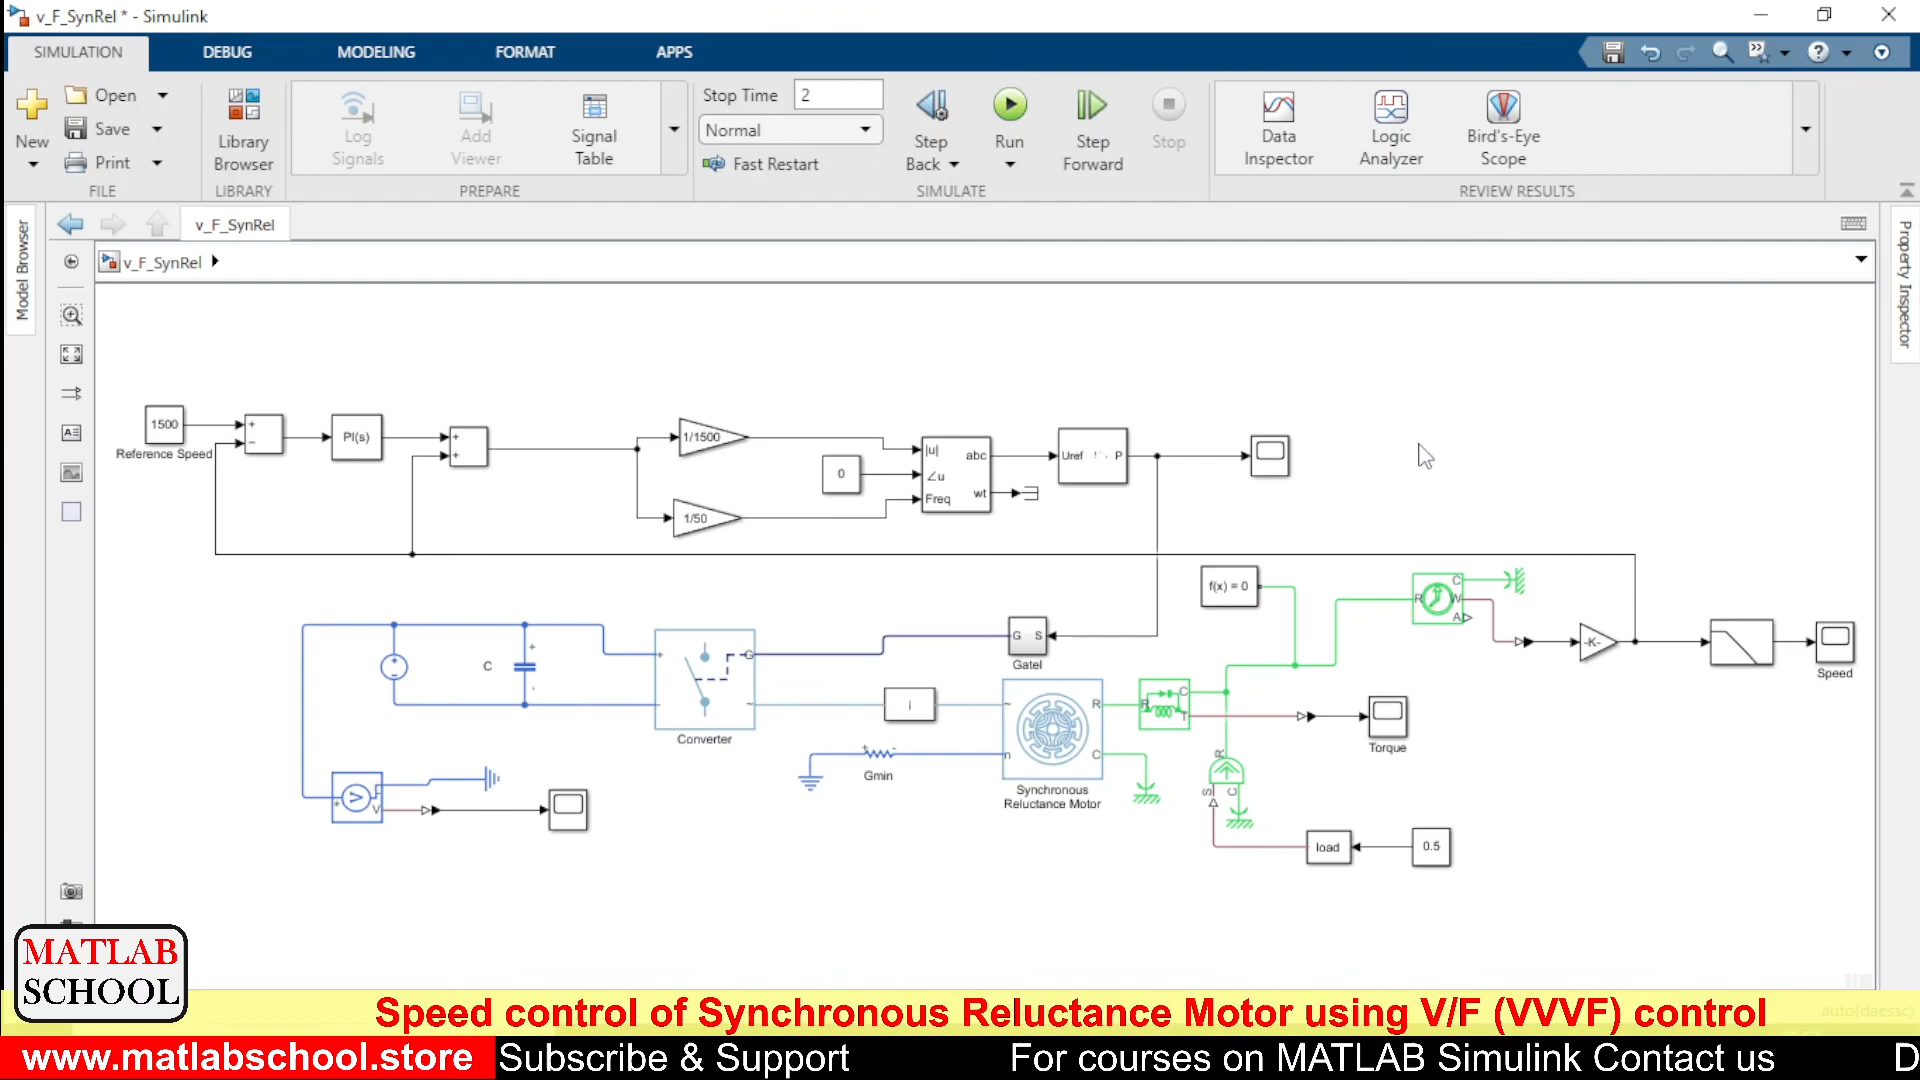 v_F_SynRel * - Simulink
SIMULATION
DEBUG
MODELING
FORMAT
APPS
New
Open
Save
Print
FILE
Library
Browser
LIBRARY
Log
Signals
Add
Viewer
Signal
Table
PREPARE
Stop Time
2
Normal
Fast Restart
Step
Back
Run
Step
Forward
Stop
SIMULATE
Data
Inspector
Logic
Analyzer
Bird's-Eye
Scope
REVIEW RESULTS
v_F_SynRel
v_F_SynRel
Model Browser
Property Inspector
1500
Reference Speed
+
−
PI(s)
+
+
1/1500
1/50
0
|u|
∠u
Freq
abc
wt
Uref
P
f(x) = 0
R
C
W
A
-K-
Speed
G S
GateI
C
+
+
+
-
G
~
Converter
i
+ -
Gmin
~
n
R
C
Synchronous
Reluctance Motor
R
C
T
Torque
R
S
C
load
0.5
+
V
MATLAB
SCHOOL
Speed control of Synchronous Reluctance Motor using V/F (VVVF) control
auto(daessc)
www.matlabschool.store
Subscribe & Support
For courses on MATLAB Simulink Contact us
D